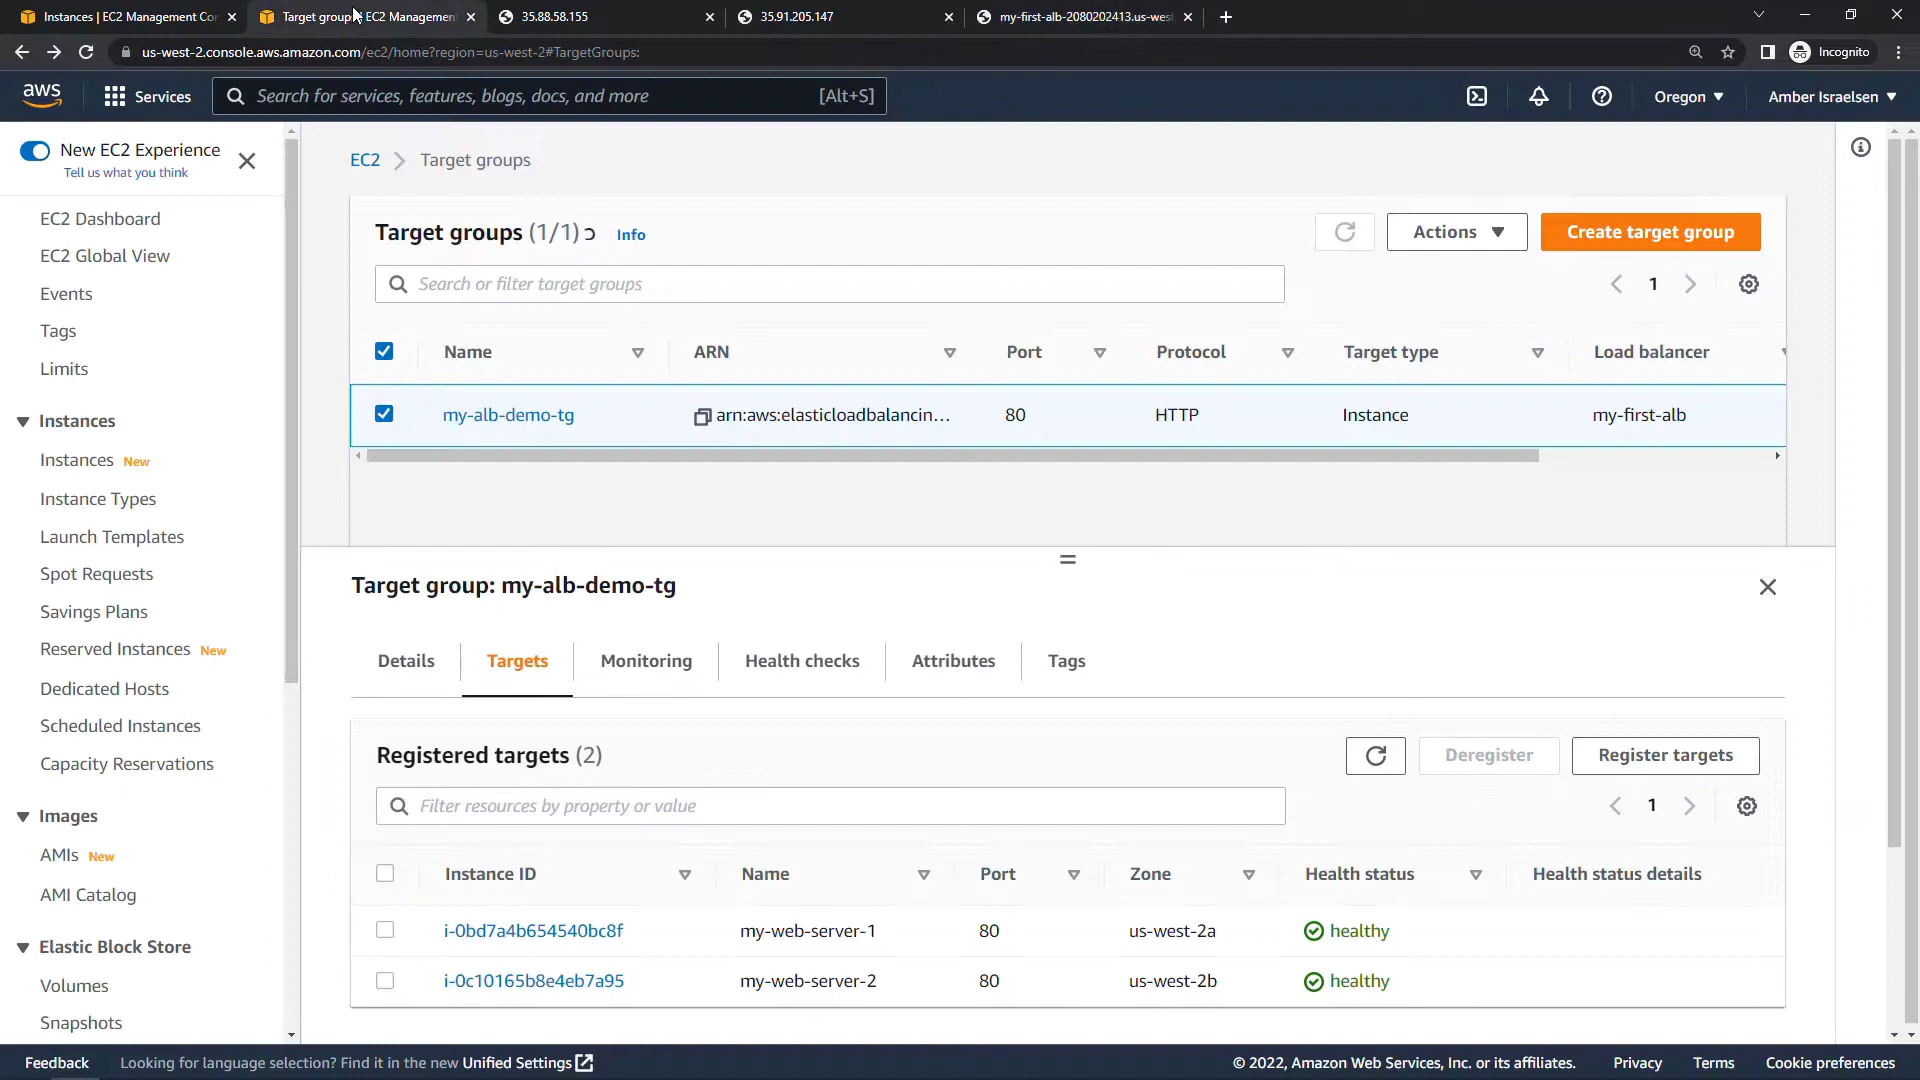 Instances | EC2 Management Cor
Target groups | EC2 Management
35.88.58.155
35.91.205.147
my-first-alb-2080202413.us-wes
us-west-2.console.aws.amazon.com/ec2/home?region=us-west-2#TargetGroups:
Incognito
aws
Services
Search for services, features, blogs, docs, and more
[Alt+S]
Oregon
Amber Israelsen
New EC2 Experience
Tell us what you think
EC2 Dashboard
EC2 Global View
Events
Tags
Limits
Instances
Instances New
Instance Types
Launch Templates
Spot Requests
Savings Plans
Reserved Instances New
Dedicated Hosts
Scheduled Instances
Capacity Reservations
Images
AMIs New
AMI Catalog
Elastic Block Store
Volumes
Snapshots
EC2 > Target groups
Target groups (1/1) Info
Actions
Create target group
Search or filter target groups
1
Name ARN Port Protocol Target type Load balancer
my-alb-demo-tg arn:aws:elasticloadbalancin... 80 HTTP Instance my-first-alb
Target group: my-alb-demo-tg
Details Targets Monitoring Health checks Attributes Tags
Registered targets (2)
Deregister
Register targets
Filter resources by property or value
1
Instance ID Name Port Zone Health status Health status details
i-0bd7a4b654540bc8f my-web-server-1 80 us-west-2a healthy
i-0c10165b8e4eb7a95 my-web-server-2 80 us-west-2b healthy
Feedback
Looking for language selection? Find it in the new Unified Settings
© 2022, Amazon Web Services, Inc. or its affiliates.
Privacy
Terms
Cookie preferences